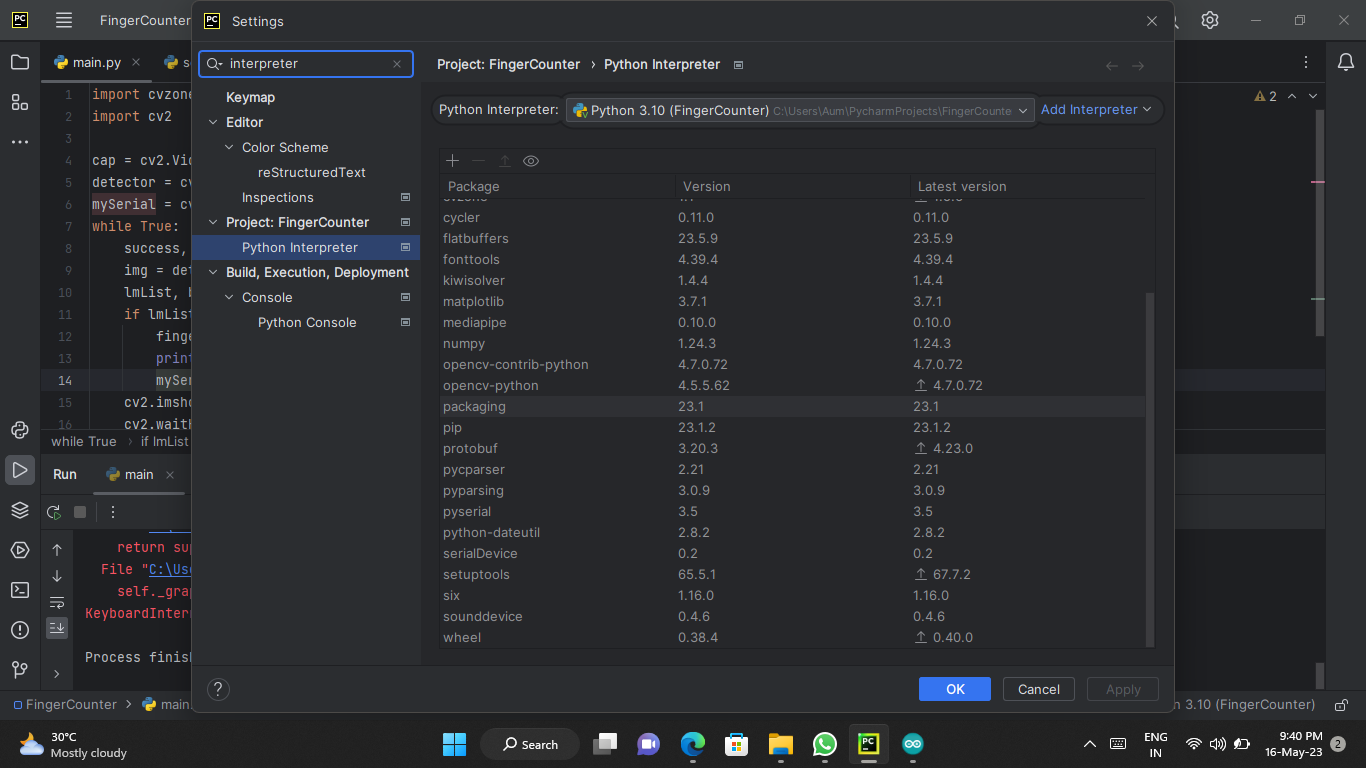 PC FingerCounter
PC Settings
main.py
interpreter
Project: FingerCounter › Python Interpreter
Keymap
Editor
Color Scheme
reStructuredText
Inspections
Project: FingerCounter
Python Interpreter
Build, Execution, Deployment
Console
Python Console
Python Interpreter: Python 3.10 (FingerCounter) C:\Users\Aum\PycharmProjects\FingerCounte Add Interpreter
2
Package Version Latest version
cycler 0.11.0 0.11.0
flatbuffers 23.5.9 23.5.9
fonttools 4.39.4 4.39.4
kiwisolver 1.4.4 1.4.4
matplotlib 3.7.1 3.7.1
mediapipe 0.10.0 0.10.0
numpy 1.24.3 1.24.3
opencv-contrib-python 4.7.0.72 4.7.0.72
opencv-python 4.5.5.62 4.7.0.72
packaging 23.1 23.1
pip 23.1.2 23.1.2
protobuf 3.20.3 4.23.0
pycparser 2.21 2.21
pyparsing 3.0.9 3.0.9
pyserial 3.5 3.5
python-dateutil 2.8.2 2.8.2
serialDevice 0.2 0.2
setuptools 65.5.1 67.7.2
six 1.16.0 1.16.0
sounddevice 0.4.6 0.4.6
wheel 0.38.4 0.40.0
? OK Cancel Apply
1 import cvzone
2 import cv2
3
4 cap = cv2.Vid
5 detector = cv
6 mySerial = cv
7 while True:
8 success,
9 img = det
10 lmList, b
11 if lmList
12 finge
13 print
14 mySer
15 cv2.imsho
16 cv2.waitK
while True › if lmList
Run main
return sup
File "C:\Use
self._grap
KeyboardInterr
Process finis
FingerCounter › main
n 3.10 (FingerCounter)
30°C
Mostly cloudy
Search
PC
ENG
IN
9:40 PM
16-May-23
2